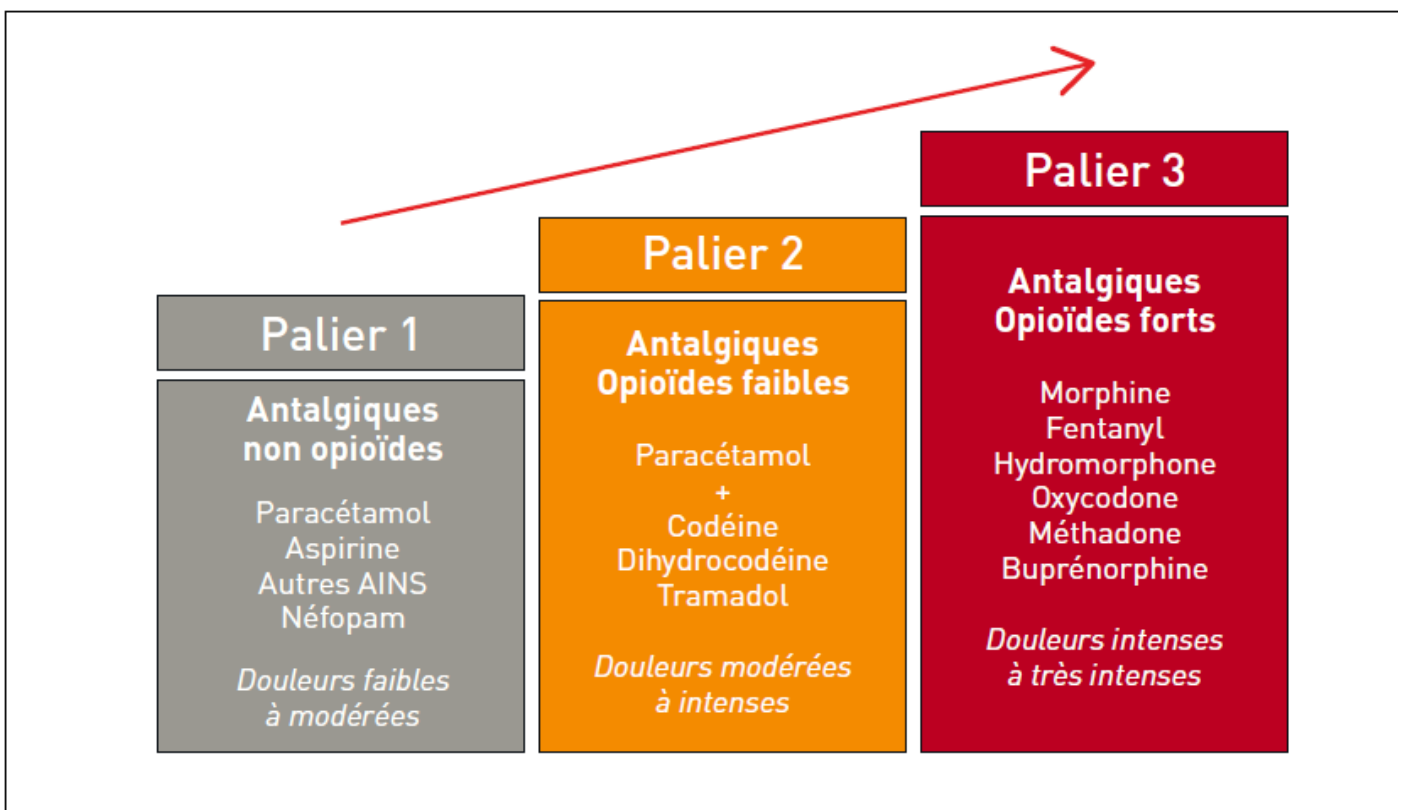 Palier 1
Antalgiques
non opioïdes
Paracétamol
Aspirine
Autres AINS
Néfopam
Douleurs faibles
à modérées
Palier 2
Antalgiques
Opioïdes faibles
Paracétamol
+
Codéine
Dihydrocodéine
Tramadol
Douleurs modérées
à intenses
Palier 3
Antalgiques
Opioïdes forts
Morphine
Fentanyl
Hydromorphone
Oxycodone
Méthadone
Buprénorphine
Douleurs intenses
à très intenses